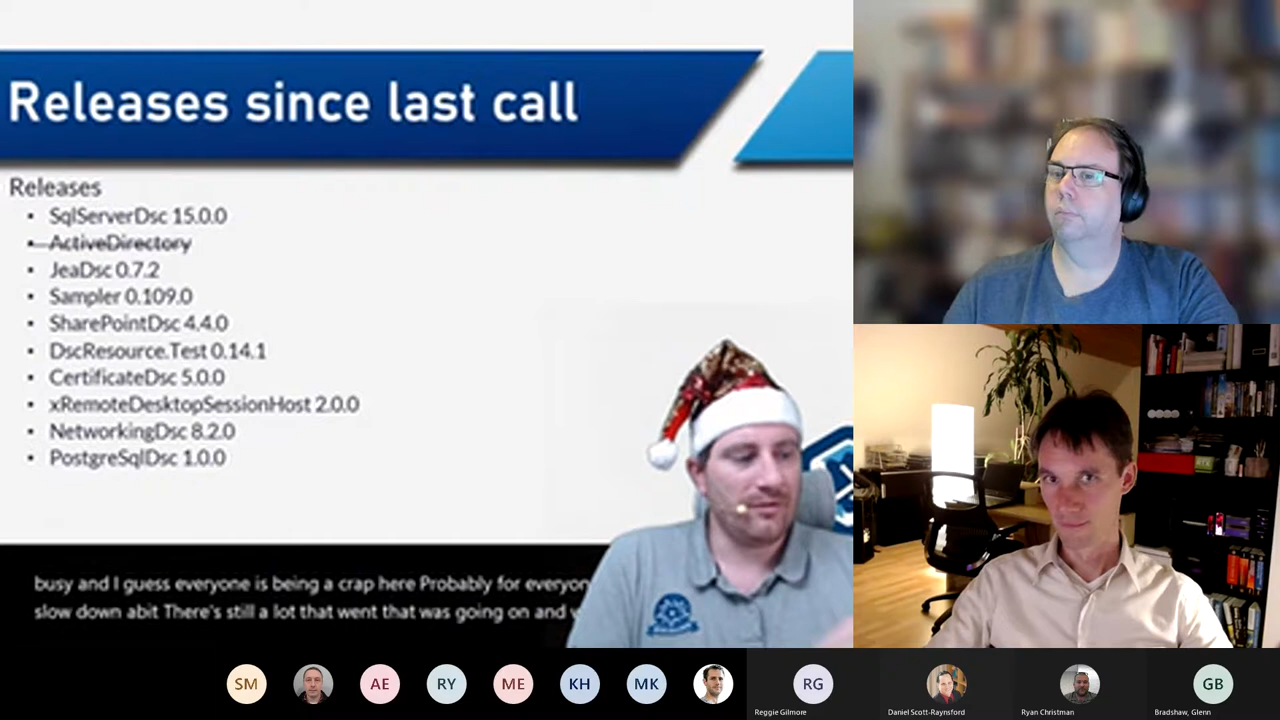 Releases since last call
Releases
• SqlServerDsc 15.0.0
• ActiveDirectory
• JeaDsc 0.7.2
• Sampler 0.109.0
• SharePointDsc 4.4.0
• DscResource.Test 0.14.1
• CertificateDsc 5.0.0
• xRemoteDesktopSessionHost 2.0.0
• NetworkingDsc 8.2.0
• PostgreSqlDsc 1.0.0
busy and I guess everyone is being a crap here Probably for everyon
slow down abit There's still a lot that went that was going on and
SM AE RY ME KH MK RG GB
Reggie Gilmore Daniel Scott-Raynsford Ryan Christman Bradshaw, Glenn